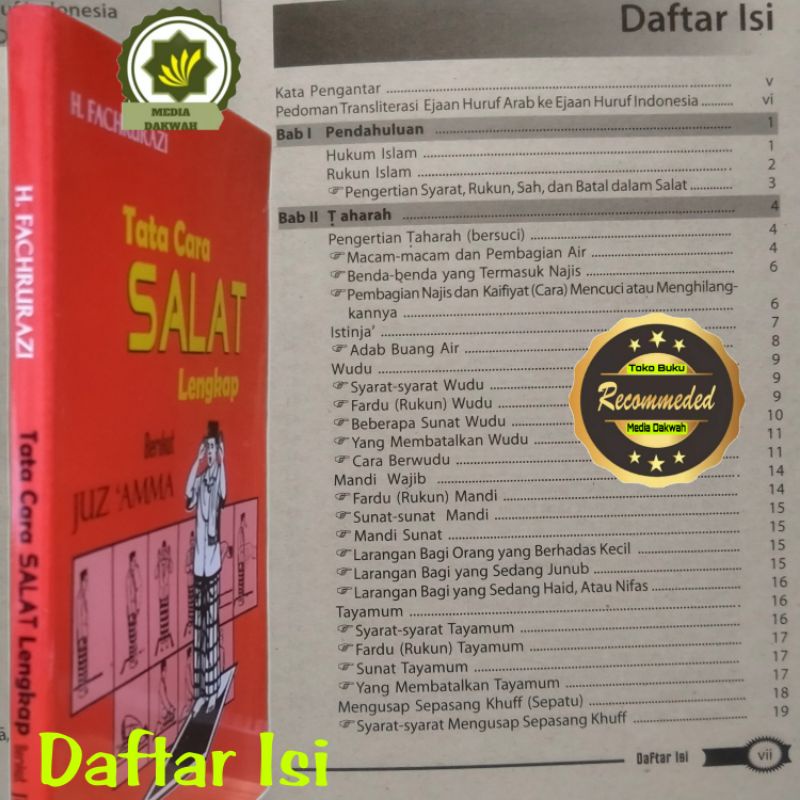 uf Indonesia
MEDIA
DAKWAH
H. FACHRURAZI
Tata Cara
SALAT
Lengkap
Berikut
JUZ 'AMMA
H. FACHRURAZI
Tata Cara SALAT Lengkap
Berikut
Daftar Isi
Kata Pengantar v
Pedoman Transliterasi Ejaan Huruf Arab ke Ejaan Huruf Indonesia vi
Bab I Pendahuluan 1
Hukum Islam 1
Rukun Islam 2
☞Pengertian Syarat, Rukun, Sah, dan Batal dalam Salat 3
Bab II Ṭ aharah 4
Pengertian Ṭaharah (bersuci) 4
☞Macam-macam dan Pembagian Air 4
☞Benda-benda yang Termasuk Najis 6
☞Pembagian Najis dan Kaifiyat (Cara) Mencuci atau Menghilang-
kannya 6
Istinja' 7
☞Adab Buang Air 8
Wudu 9
☞Syarat-syarat Wudu 9
☞Fardu (Rukun) Wudu 9
☞Beberapa Sunat Wudu 10
☞Yang Membatalkan Wudu 11
☞Cara Berwudu 11
Mandi Wajib 14
☞Fardu (Rukun) Mandi 14
☞Sunat-sunat Mandi 15
☞Mandi Sunat 15
☞Larangan Bagi Orang yang Berhadas Kecil 15
☞Larangan Bagi yang Sedang Junub 15
☞Larangan Bagi yang Sedang Haid, Atau Nifas 16
Tayamum 16
☞Syarat-syarat Tayamum 16
☞Fardu (Rukun) Tayamum 17
☞Sunat Tayamum 17
☞Yang Membatalkan Tayamum 17
Mengusap Sepasang Khuff (Sepatu) 18
☞Syarat-syarat Mengusap Sepasang Khuff 19
Toko Buku
Recommeded
Media Dakwah
Daftar Isi vii
Daftar Isi